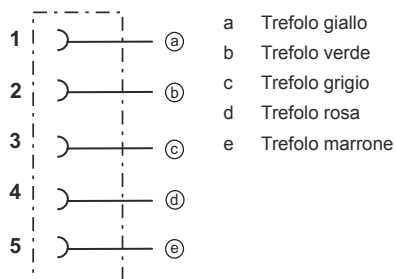 1 ⓐ
2 ⓑ
3 ⓒ
4 ⓓ
5 ⓔ
a Trefolo giallo
b Trefolo verde
c Trefolo grigio
d Trefolo rosa
e Trefolo marrone